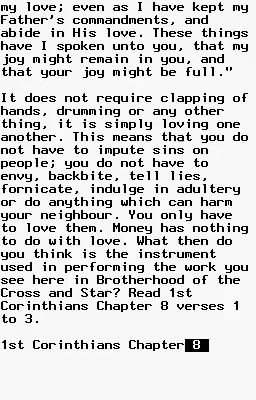 my love; even as I have kept my
Father's commandments, and
abide in His love. These things
have I spoken unto you, that my
joy might remain in you, and
that your joy might be full."
It does not require clapping of
hands, drumming or any other
thing, it is simply loving one
another. This means that you do
not have to impute sins on
people; you do not have to
envy, backbite, tell lies,
fornicate, indulge in adultery
or do anything which can harm
your neighbour. You only have
to love them. Money has nothing
to do with love. What then do
you think is the instrument
used in performing the work you
see here in Brotherhood of the
Cross and Star? Read 1st
Corinthians Chapter 8 verses 1
to 3.
1st Corinthians Chapter 8